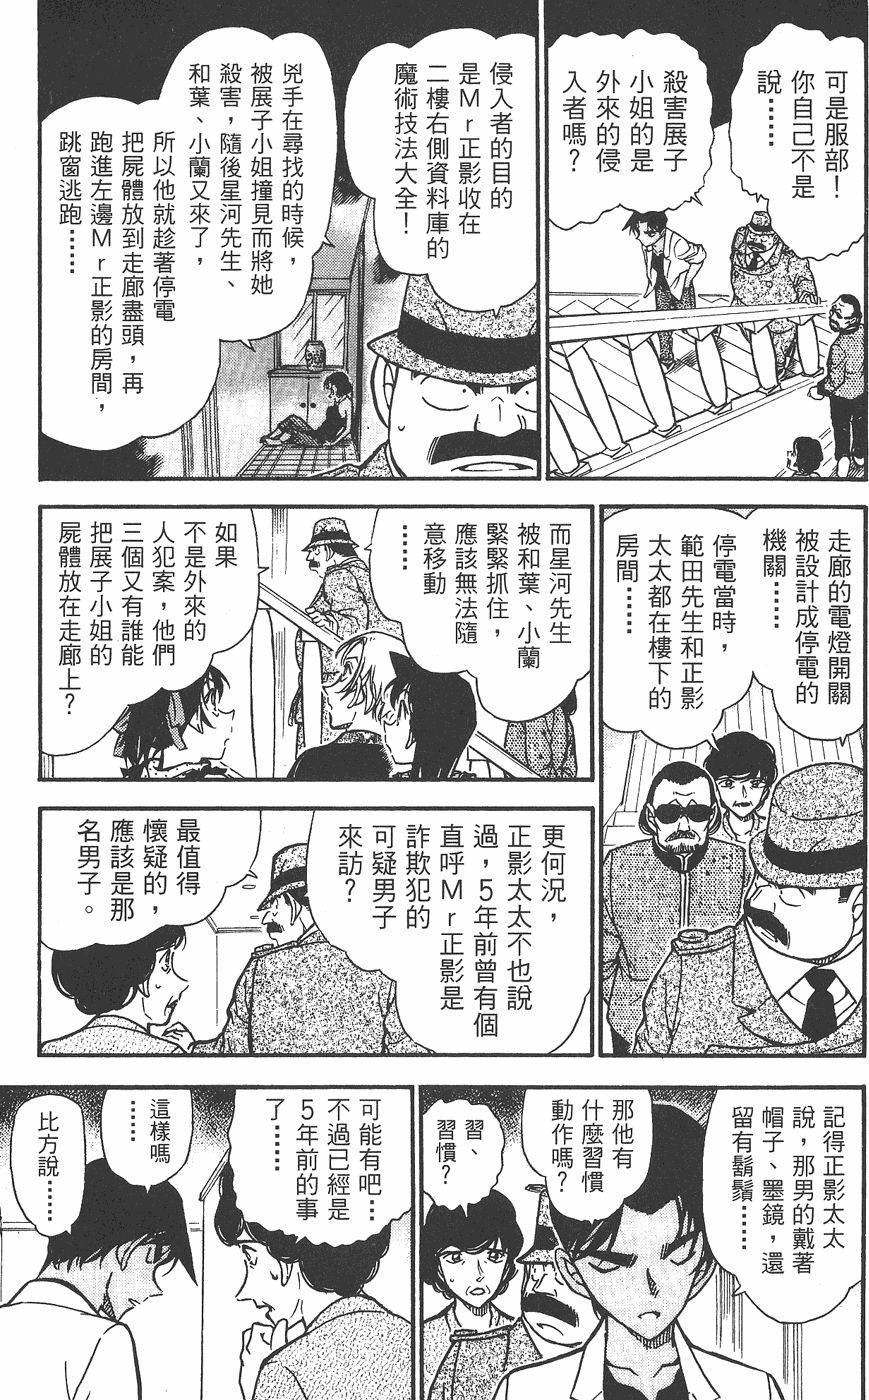 可是服部！
你自己不是
說……
殺害展子
小姐的是
外來的侵
入者嗎？
侵入者的目的
是Ｍｒ正影收在
二樓右側資料庫的
魔術技法大全！
兇手在尋找的時候，
被展子小姐撞見而將她
殺害，隨後星河先生、
和葉、小蘭又來了，
所以他就趁著停電
把屍體放到走廊盡頭，再
跑進左邊Ｍｒ正影的房間，
跳窗逃跑……
走廊的電燈開關
被設計成停電的
機關……
停電當時，
範田先生和正影
太太都在樓下的
房間……
而星河先生
被和葉、小蘭
緊緊抓住，
應該無法隨
意移動
……
如果
不是外來的
人犯案，他們
三個又有誰能
把展子小姐的
屍體放在走廊上？
更何況，
正影太太不也說
過，５年前曾有個
直呼Ｍｒ正影是
詐欺犯的
可疑男子
來訪？
最值得
懷疑的，
應該是那
名男子。
記得正影太太
說，那男的戴著
帽子、墨鏡，還
留有鬍鬚……
那他有
什麼習慣
動作嗎？
習、
習慣？
可能有吧…
不過已經是
５年前的事
了……
這樣嗎
……
比方說……